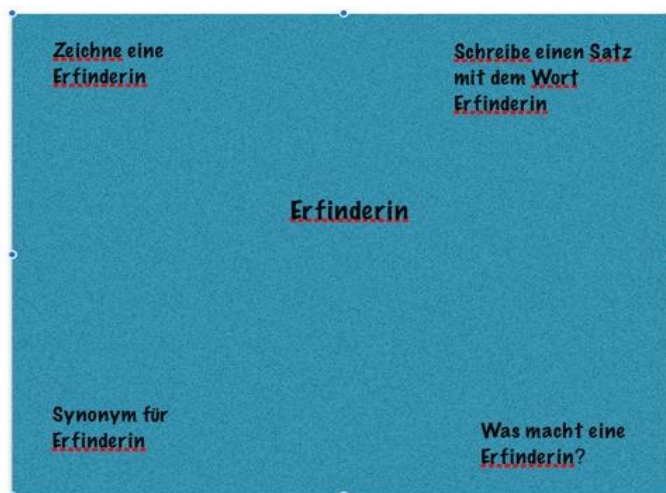 Zeichne eine
Erfinderin
Schreibe einen Satz
mit dem Wort
Erfinderin
Erfinderin
Synonym für
Erfinderin
Was macht eine
Erfinderin?